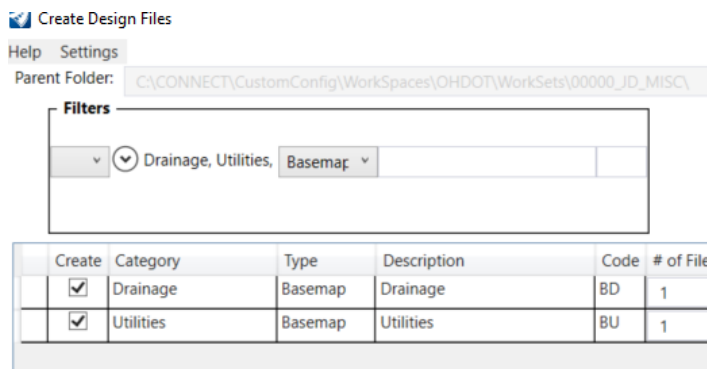 Create Design Files
Help Settings
Parent Folder: C:\CONNECT\CustomConfig\WorkSpaces\OHDOT\WorkSets\00000_JD_MISC\
Filters
Drainage, Utilities, Basemap
Create Category Type Description Code # of File
Drainage Basemap Drainage BD 1
Utilities Basemap Utilities BU 1